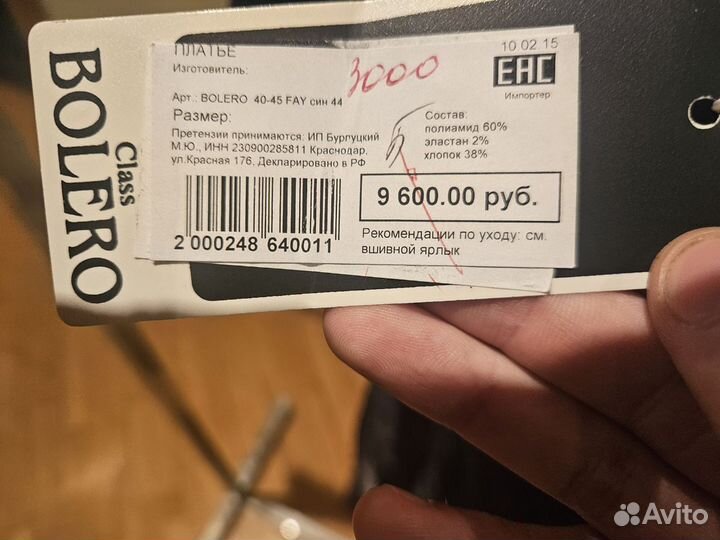 BOLERO
Class
ПЛАТЬЕ
10.02.15
Изготовитель:
3000
EAC
Импортер
Арт.: BOLERO 40-45 FAY син 44
Размер:
Состав:
полиамид 60%
эластан 2%
хлопок 38%
Претензии принимаются: ИП Бургуцкий
М.Ю., ИНН 230900285811 Краснодар,
ул.Красная 176. Декларировано в РФ
9 600.00 руб.
2 000248 640011
Рекомендации по уходу: см.
вшивной ярлык
Avito